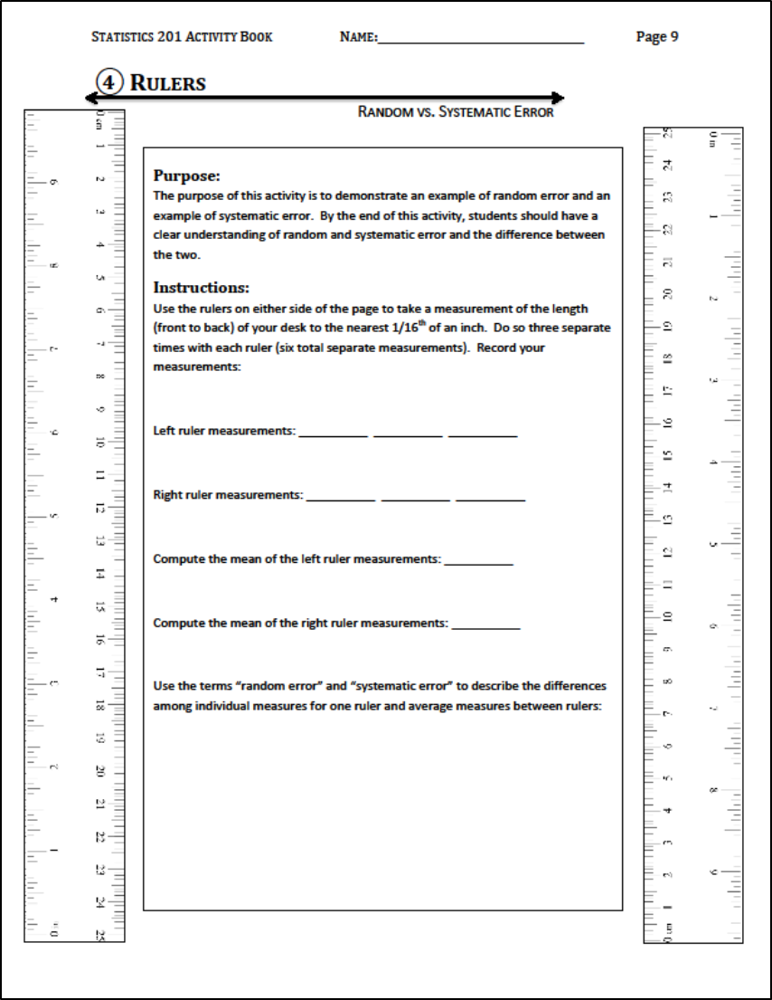 STATISTICS 201 ACTIVITY BOOK NAME:____________________________ Page 9
4 RULERS
RANDOM VS. SYSTEMATIC ERROR
Purpose:
The purpose of this activity is to demonstrate an example of random error and an
example of systematic error. By the end of this activity, students should have a
clear understanding of random and systematic error and the difference between
the two.
Instructions:
Use the rulers on either side of the page to take a measurement of the length
(front to back) of your desk to the nearest 1/16th of an inch. Do so three separate
times with each ruler (six total separate measurements). Record your
measurements:
Left ruler measurements: __________ __________ __________
Right ruler measurements: __________ __________ __________
Compute the mean of the left ruler measurements: __________
Compute the mean of the right ruler measurements: __________
Use the terms “random error” and “systematic error” to describe the differences
among individual measures for one ruler and average measures between rulers:
0 cm 1 2 3 4 5 6 7 8 9 10 11 12 13 14 15 16 17 18 19 20 21 22 23 24 25
0 in 1 2 3 4 5 6 7 8 9
0 cm 1 2 3 4 5 6 7 8 9 10 11 12 13 14 15 16 17 18 19 20 21 22 23 24 25
0 in 1 2 3 4 5 6 7 8 9